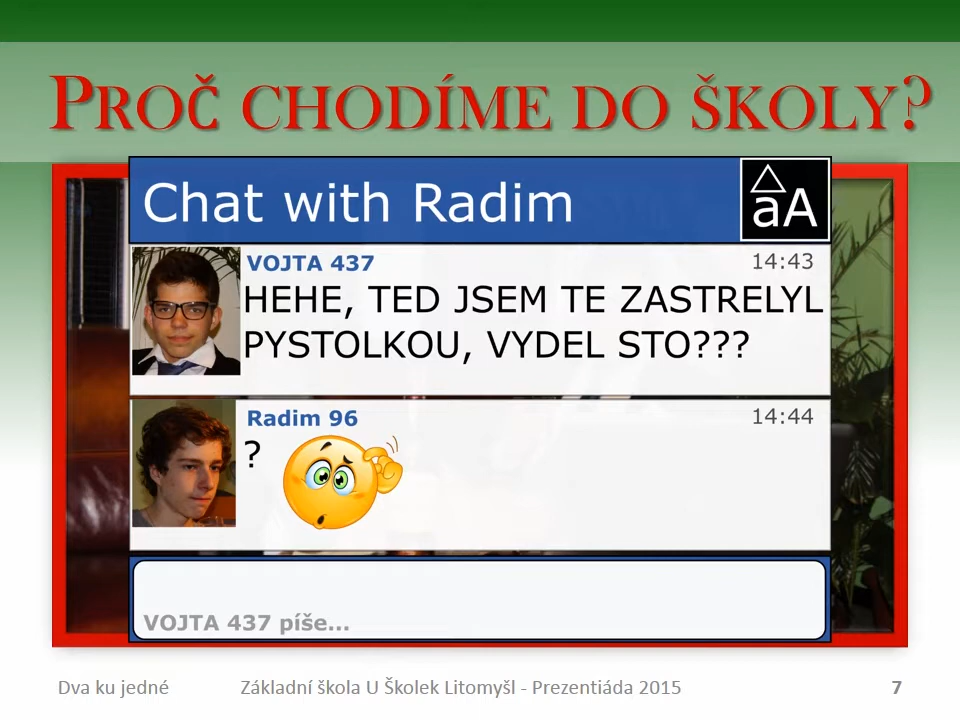 PROČ CHODÍME DO ŠKOLY?
Chat with Radim
aA
VOJTA 437 14:43
HEHE, TED JSEM TE ZASTRELYL
PYSTOLKOU, VYDEL STO???
Radim 96 14:44
?
VOJTA 437 píše...
Dva ku jedné Základní škola U Školek Litomyšl - Prezentiáda 2015 7